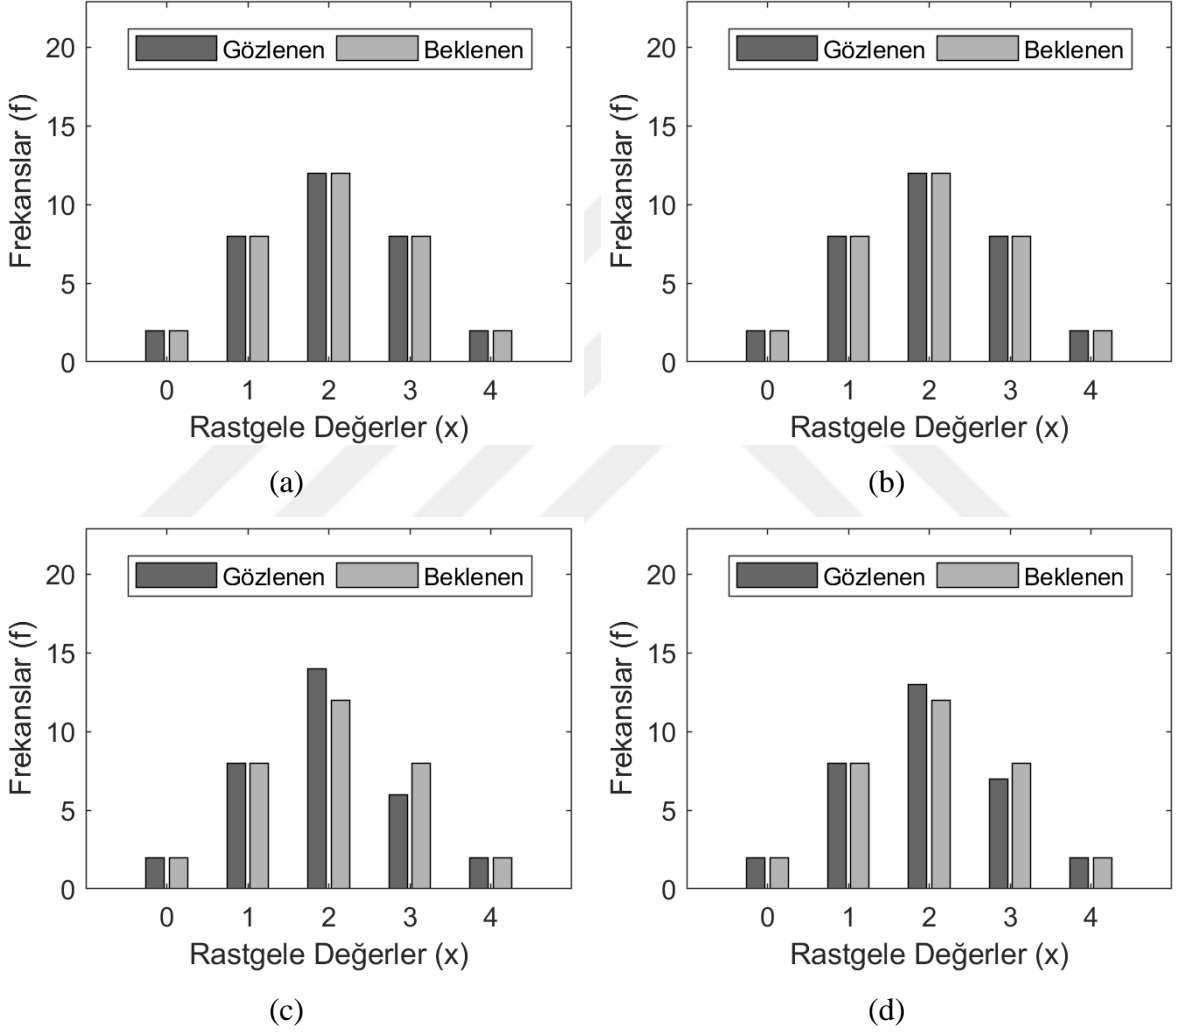 Gözlenen Beklenen
20
15
10
5
0
Frekanslar (f)
0 1 2 3 4
Rastgele Değerler (x)
(a)
Gözlenen Beklenen
20
15
10
5
0
Frekanslar (f)
0 1 2 3 4
Rastgele Değerler (x)
(b)
Gözlenen Beklenen
20
15
10
5
0
Frekanslar (f)
0 1 2 3 4
Rastgele Değerler (x)
(c)
Gözlenen Beklenen
20
15
10
5
0
Frekanslar (f)
0 1 2 3 4
Rastgele Değerler (x)
(d)